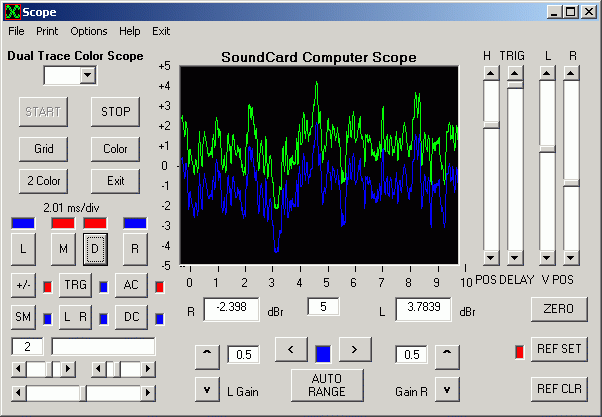 Scope
File Print Options Help Exit
Dual Trace Color Scope
SoundCard Computer Scope
H TRIG L R
START STOP
Grid Color
2 Color Exit
2.01 ms/div
L M D R
+/- TRG AC
SM L R DC
2
+5
+4
+3
+2
+1
0
-1
-2
-3
-4
-5
0 1 2 3 4 5 6 7 8 9 10
POS DELAY V POS
R -2.398 dBr 5 L 3.7839 dBr
ZERO
^ 0.5 < > 0.5 ^
REF SET
v L Gain AUTO RANGE Gain R v
REF CLR